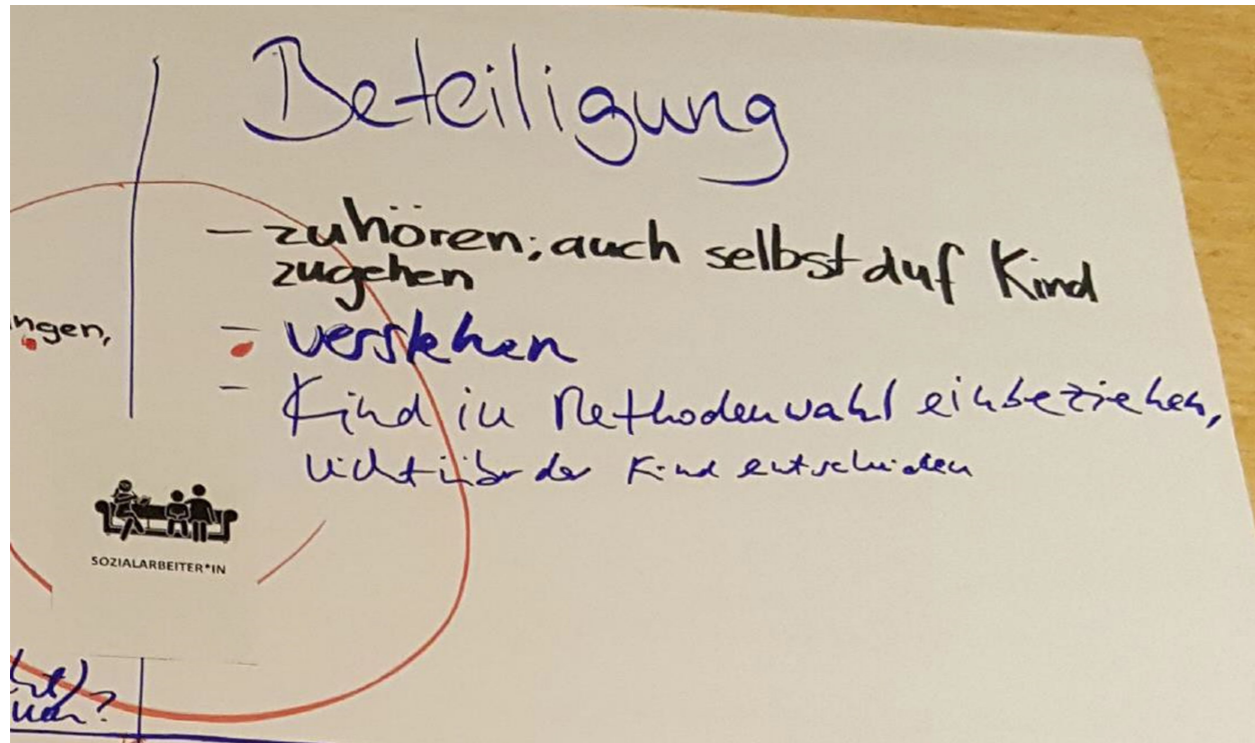 Beteiligung
– zuhören; auch selbst auf Kind
zugehen
– verstehen
– Kind in Methodenwahl einbeziehen,
nicht über das Kind entscheiden
ngen,
SOZIALARBEITER*IN